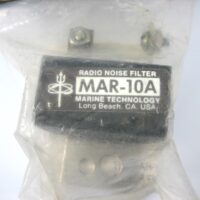 RADIO NOISE FILTER
MAR-10A
MARINE TECHNOLOGY
Long Beach, CA. USA